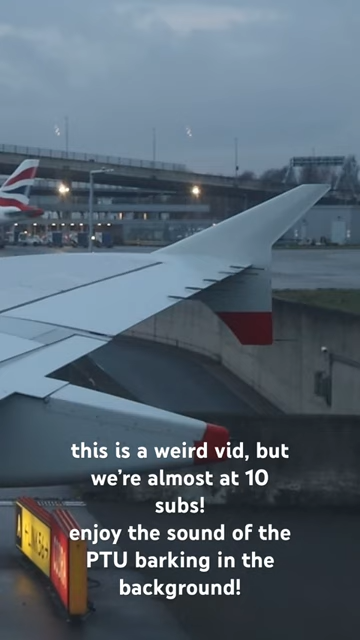 this is a weird vid, but
we're almost at 10
subs!
enjoy the sound of the
PTU barking in the
background!